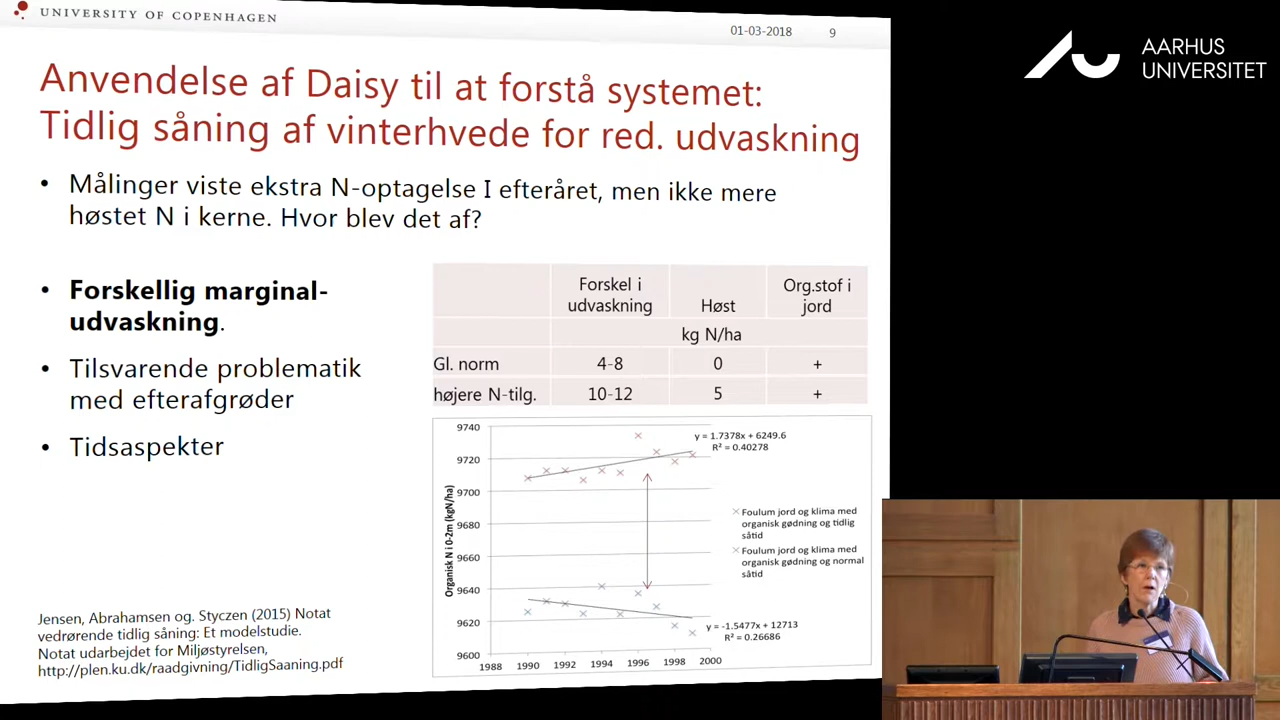 UNIVERSITY OF COPENHAGEN
01-03-2018
9
AARHUS
UNIVERSITET
Anvendelse af Daisy til at forstå systemet:
Tidlig såning af vinterhvede for red. udvaskning
• Målinger viste ekstra N-optagelse I efteråret, men ikke mere
høstet N i kerne. Hvor blev det af?
• Forskellig marginal-
udvaskning.
• Tilsvarende problematik
med efterafgrøder
• Tidsaspekter
Forskel i
udvaskning
Høst
Org.stof i
jord
kg N/ha
Gl. norm 4-8 0 +
højere N-tilg. 10-12 5 +
Organisk N i 0-2m (kgN/ha)
9740
9720
9700
9680
9660
9640
9620
9600
1988 1990 1992 1994 1996 1998 2000
y = 1.7378x + 6249.6
R² = 0.40278
Foulum jord og klima med
organisk gødning og tidlig
såtid
Foulum jord og klima med
organisk gødning og normal
såtid
y = -1.5477x + 12713
R² = 0.26686
Jensen, Abrahamsen og. Styczen (2015) Notat
vedrørende tidlig såning: Et modelstudie.
Notat udarbejdet for Miljøstyrelsen,
http://plen.ku.dk/raadgivning/TidligSaaning.pdf